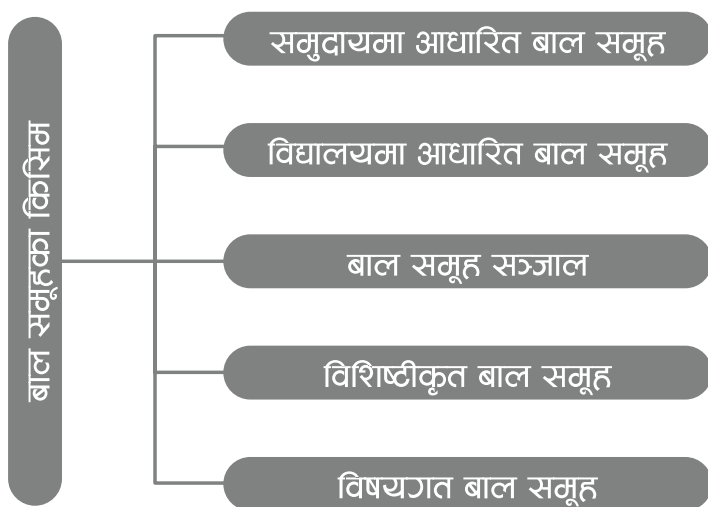 बाल समूहका किसिम
समुदायमा आधारित बाल समूह
विद्यालयमा आधारित बाल समूह
बाल समूह सञ्जाल
विशिष्टीकृत बाल समूह
विषयगत बाल समूह